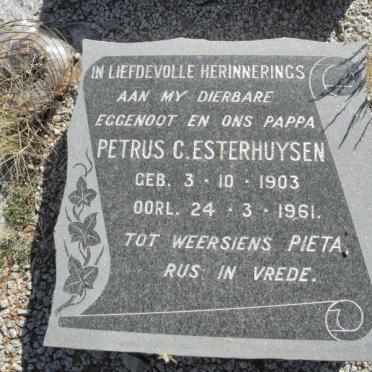 IN LIEFDEVOLLE HERINNERINGS
AAN MY DIERBARE
EGGENOOT EN ONS PAPPA
PETRUS C. ESTERHUYSEN
GEB. 3 · 10 · 1903
OORL. 24 · 3 · 1961.
TOT WEERSIENS PIETA,
RUS IN VREDE.